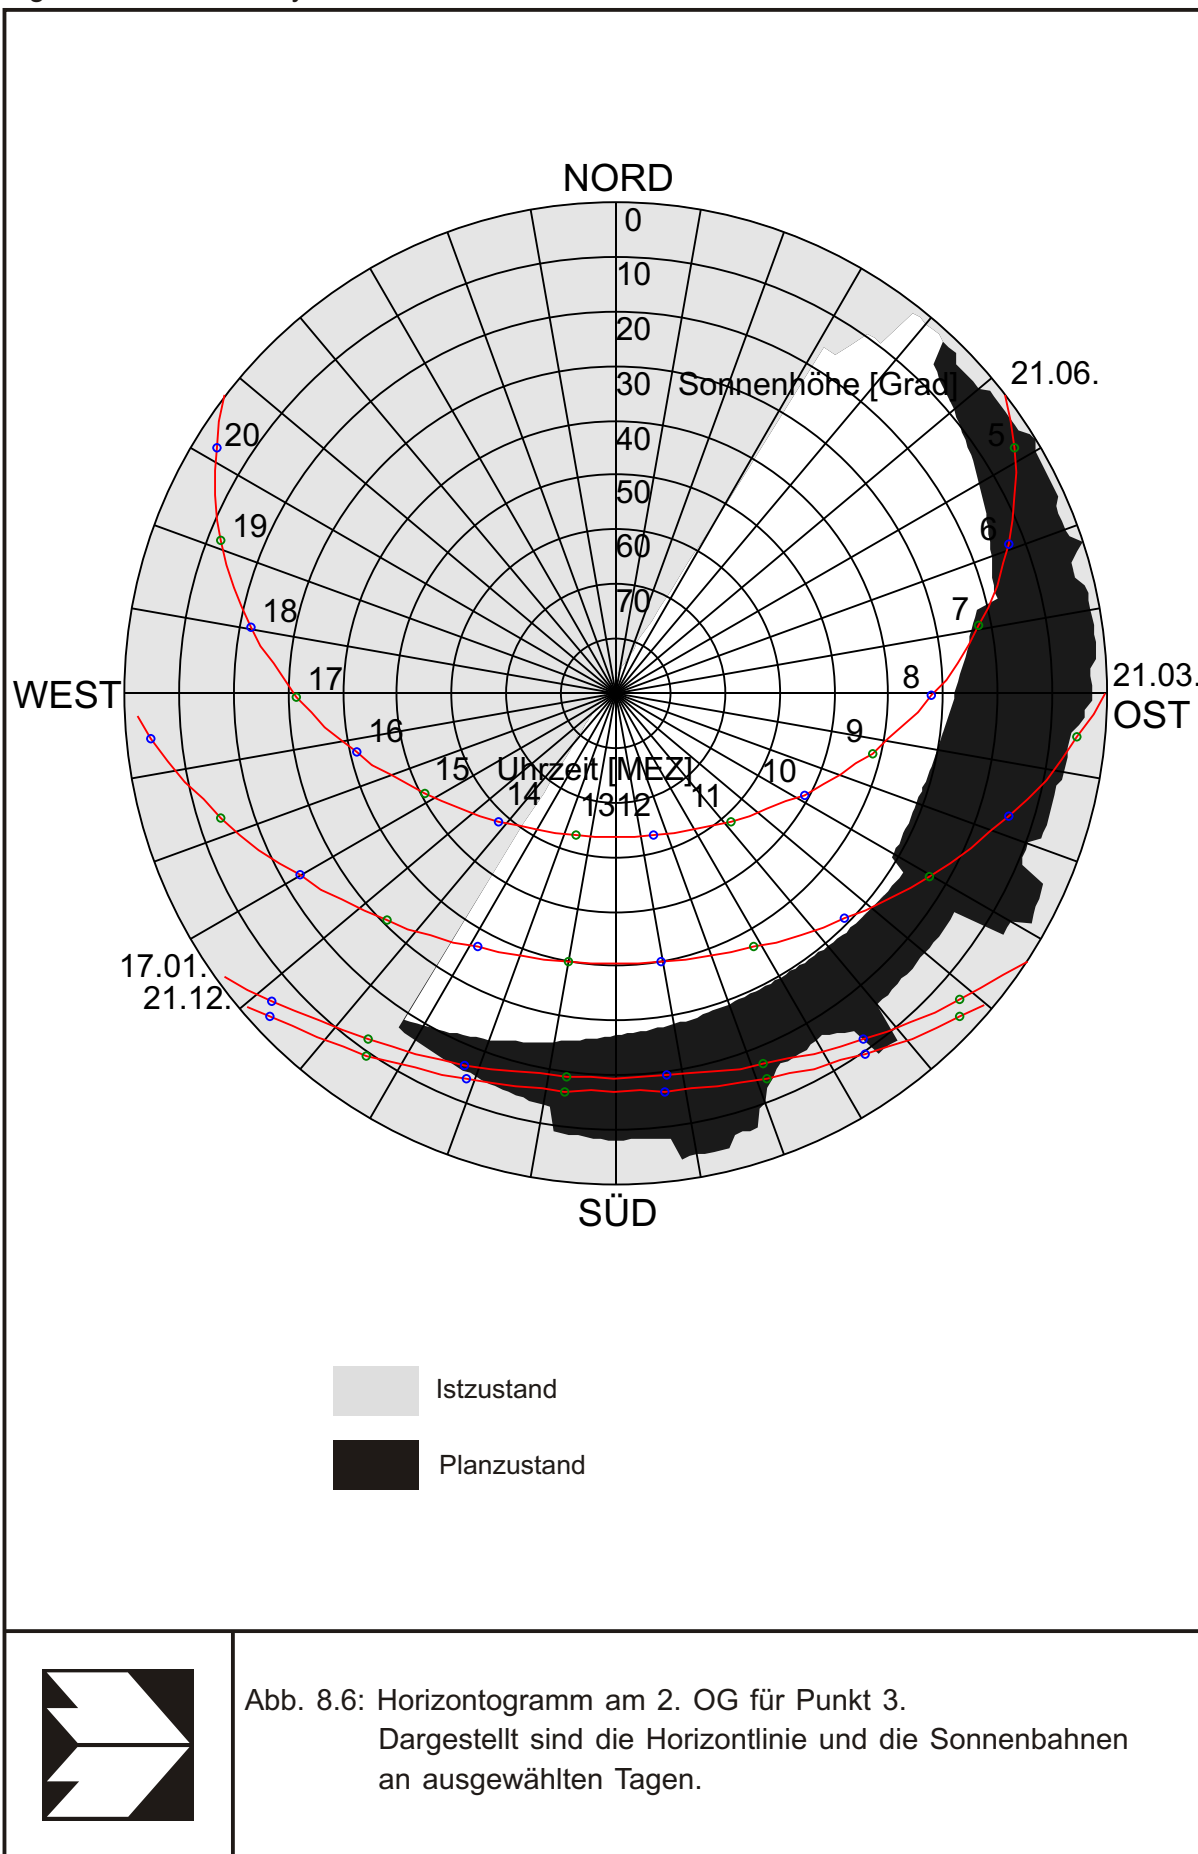 NORD
0
10
20
30
40
50
60
70
Sonnenhöhe [Grad]
21.06.
5
6
7
8
9
10
11
12
13
14
15
16
17
18
19
20
Uhrzeit [MEZ]
WEST
21.03.
OST
17.01.
21.12.
SÜD
Istzustand
Planzustand
Abb. 8.6: Horizontogramm am 2. OG für Punkt 3.
Dargestellt sind die Horizontlinie und die Sonnenbahnen
an ausgewählten Tagen.